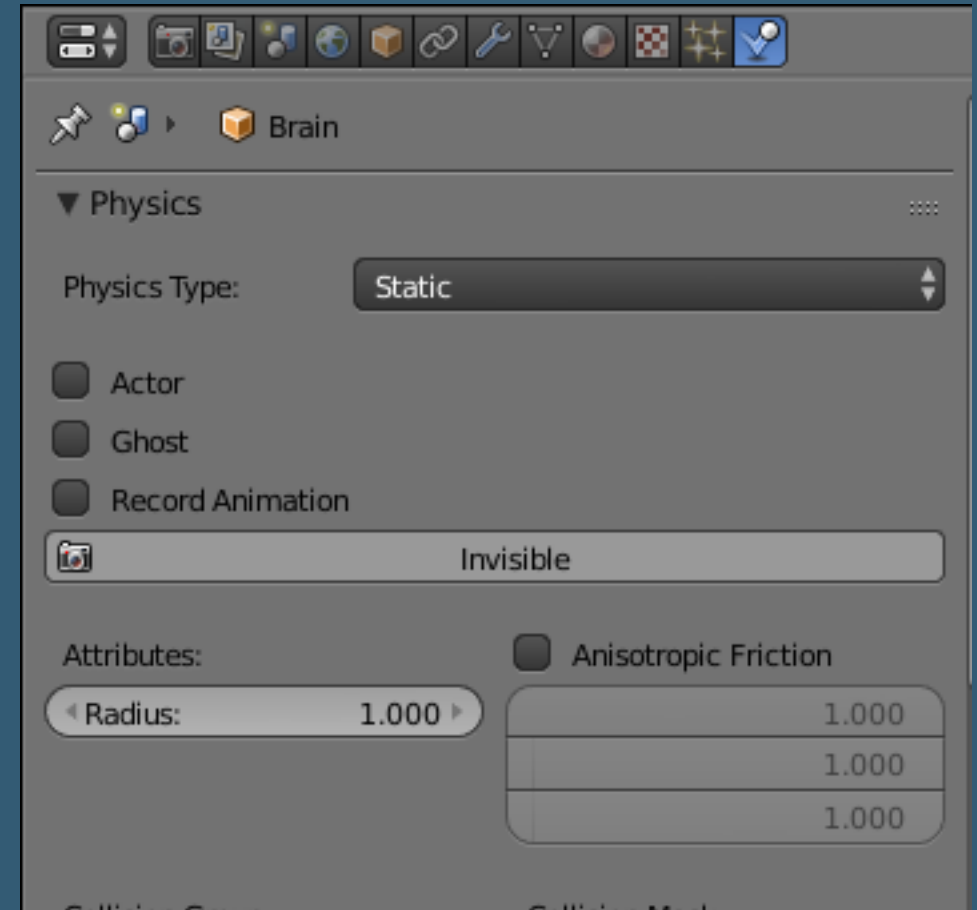 Brain
Physics
Physics Type: Static
Actor
Ghost
Record Animation
Invisible
Attributes: Anisotropic Friction
Radius: 1.000 1.000
1.000
1.000